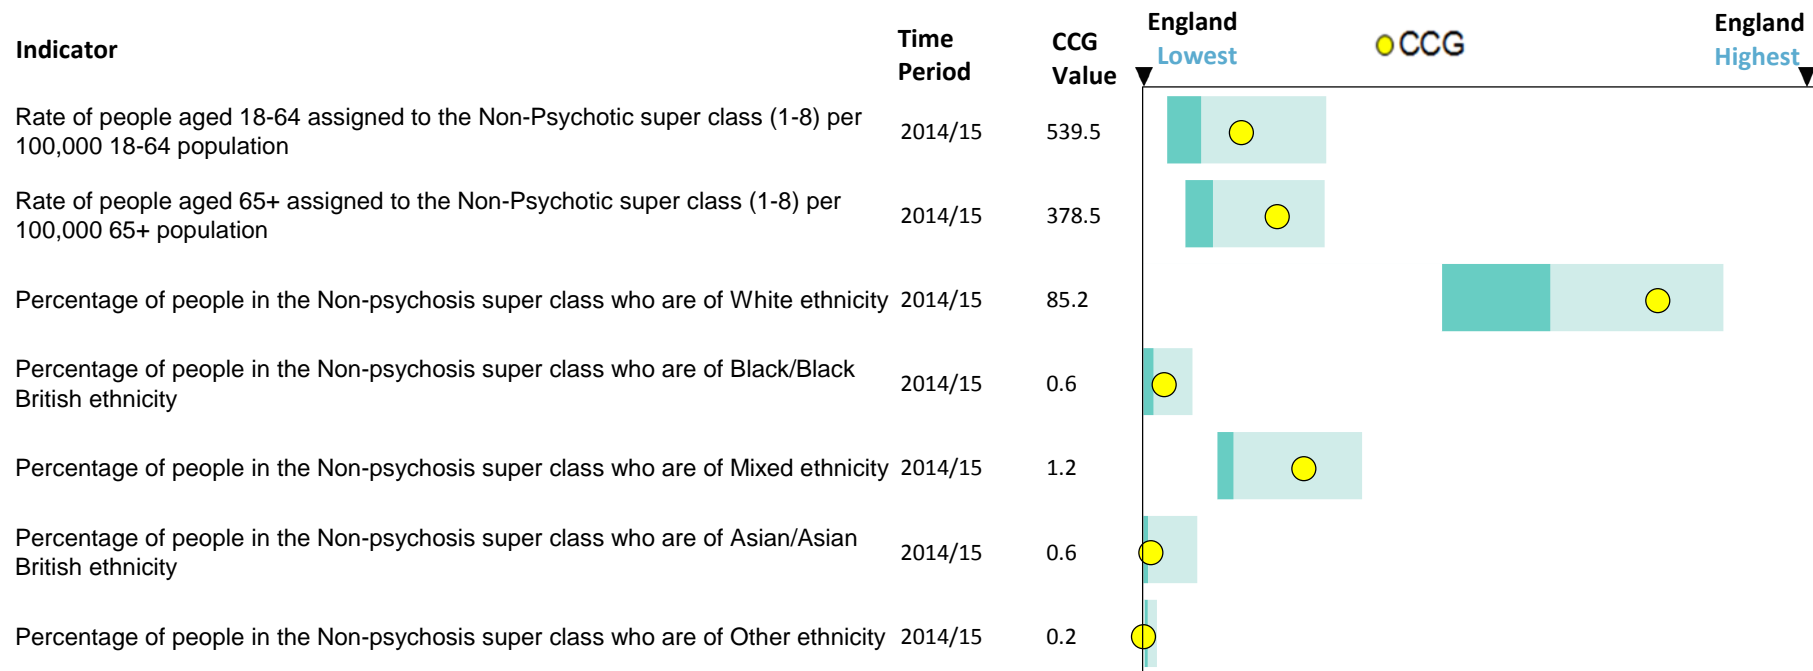 Indicator
Time
Period
CCG
Value
England
Lowest
CCG
England
Highest
Rate of people aged 18-64 assigned to the Non-Psychotic super class (1-8) per
100,000 18-64 population
2014/15
539.5
Rate of people aged 65+ assigned to the Non-Psychotic super class (1-8) per
100,000 65+ population
2014/15
378.5
Percentage of people in the Non-psychosis super class who are of White ethnicity
2014/15
85.2
Percentage of people in the Non-psychosis super class who are of Black/Black
British ethnicity
2014/15
0.6
Percentage of people in the Non-psychosis super class who are of Mixed ethnicity
2014/15
1.2
Percentage of people in the Non-psychosis super class who are of Asian/Asian
British ethnicity
2014/15
0.6
Percentage of people in the Non-psychosis super class who are of Other ethnicity
2014/15
0.2